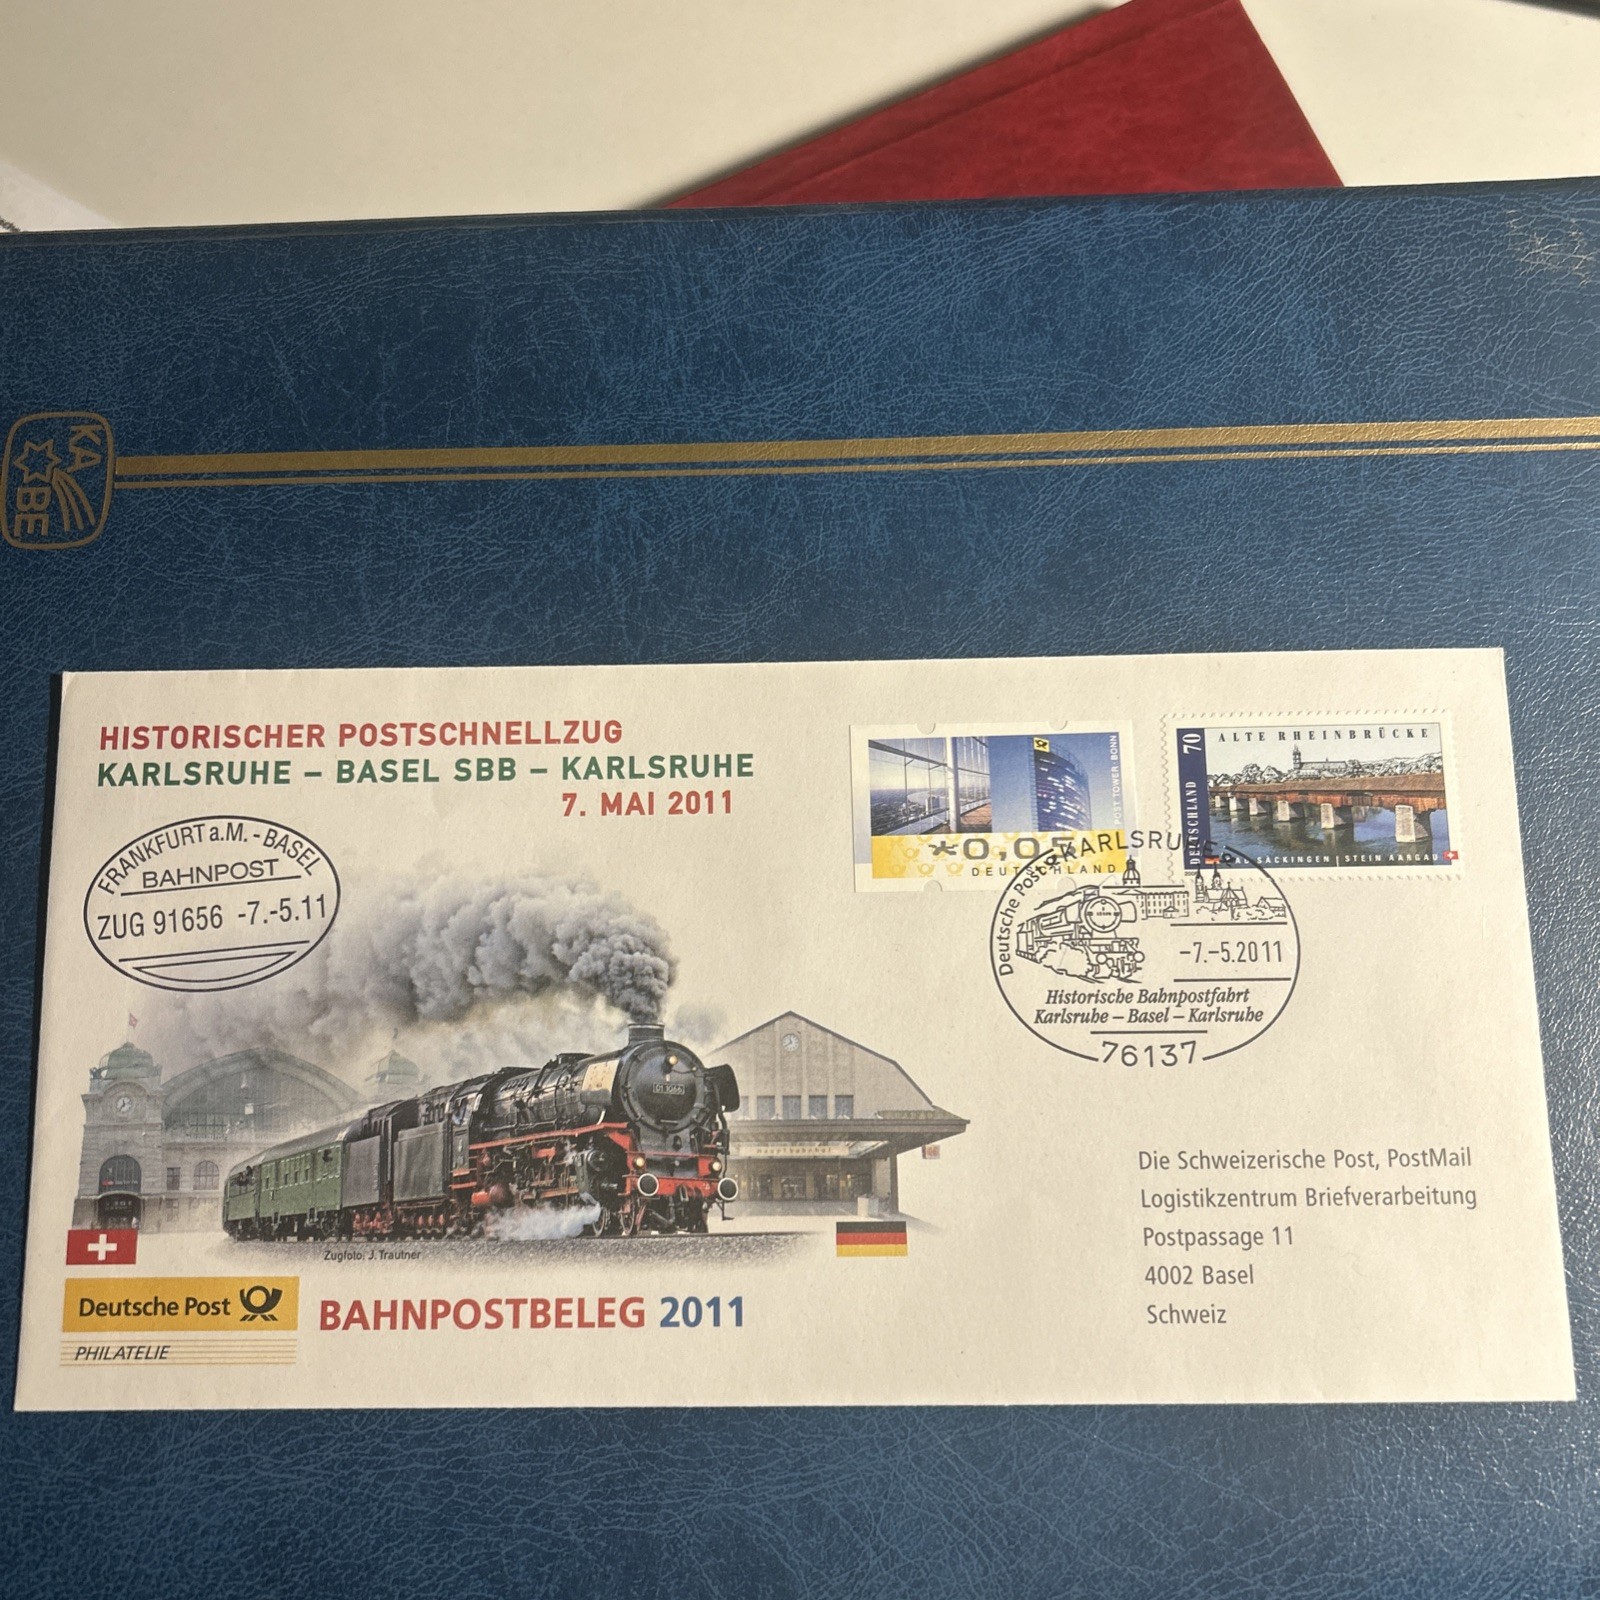 KA
BE
HISTORISCHER POSTSCHNELLZUG
KARLSRUHE – BASEL SBB – KARLSRUHE
7. MAI 2011
FRANKFURT a.M. - BASEL
BAHNPOST
ZUG 91656 -7.-5.11
POST TOWER BONN
*0,05
DEUTSCHLAND
70
ALTE RHEINBRÜCKE
DEUTSCHLAND
BAD SÄCKINGEN | STEIN AARGAU
Deutsche Post
KARLSRUHE
-7.-5.2011
Historische Bahnpostfahrt
Karlsruhe – Basel – Karlsruhe
76137
Hauptbahnhof
Zugfoto: J. Trautner
Deutsche Post
PHILATELIE
BAHNPOSTBELEG 2011
Die Schweizerische Post, PostMail
Logistikzentrum Briefverarbeitung
Postpassage 11
4002 Basel
Schweiz